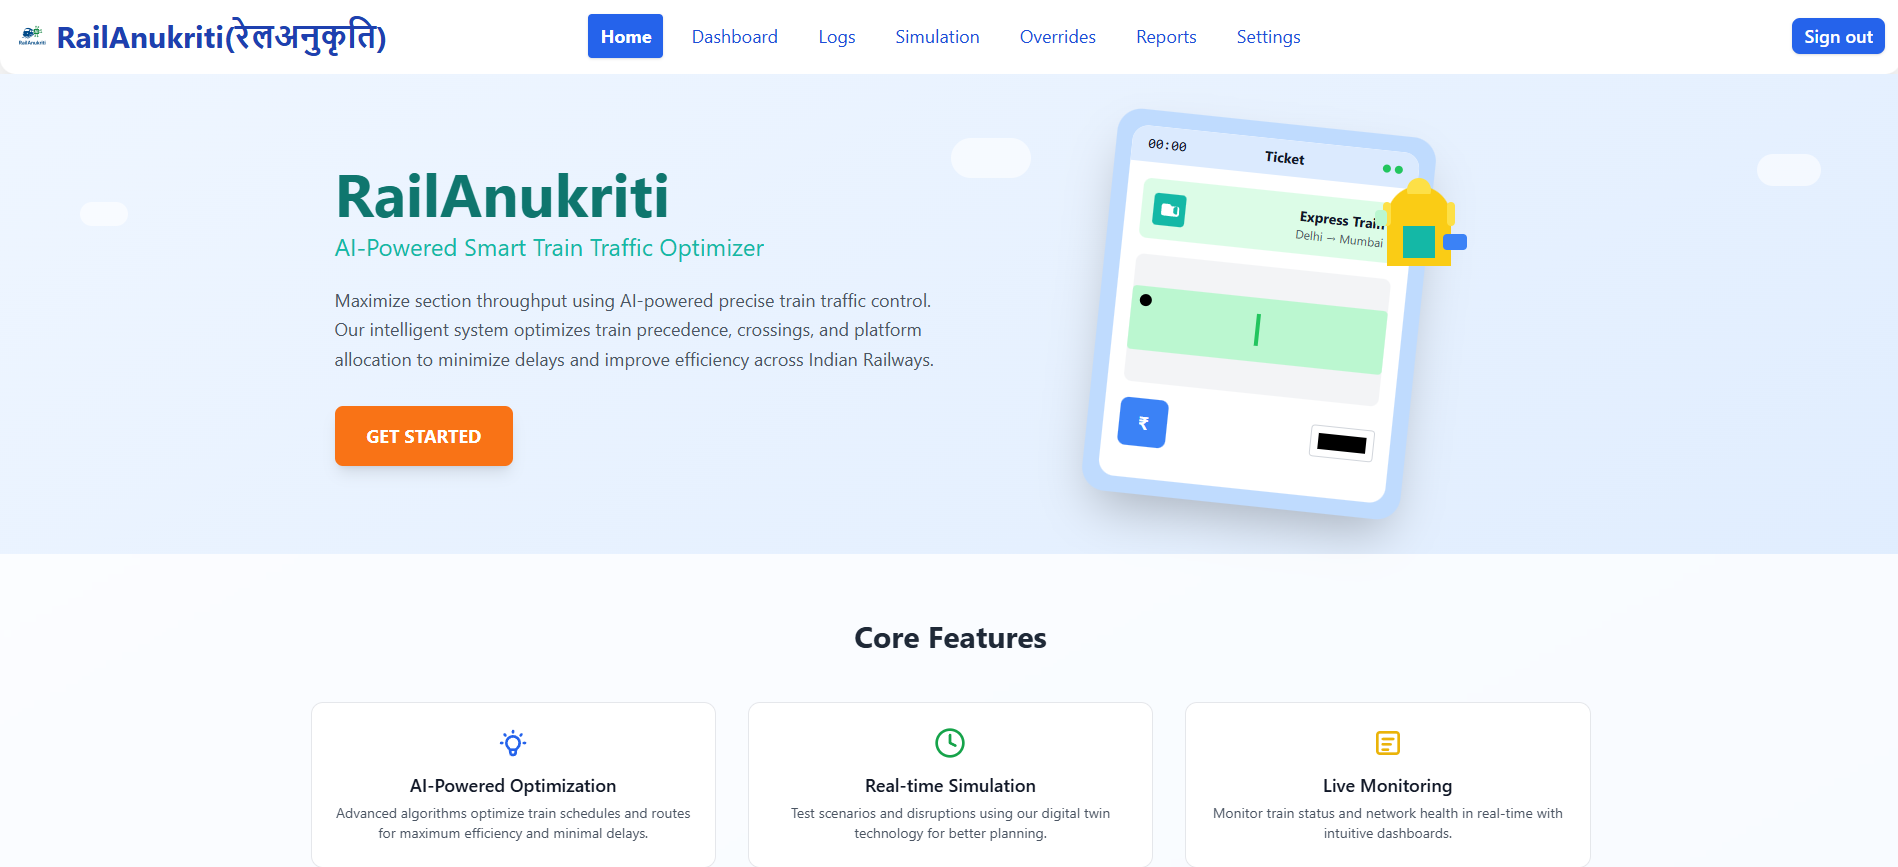 RailAnukriti(रेलअनुकृति)
Home Dashboard Logs Simulation Overrides Reports Settings
Sign out
RailAnukriti
AI-Powered Smart Train Traffic Optimizer
Maximize section throughput using AI-powered precise train traffic control.
Our intelligent system optimizes train precedence, crossings, and platform
allocation to minimize delays and improve efficiency across Indian Railways.
GET STARTED
00:00 Ticket
Express Train
Delhi → Mumbai
₹
Core Features
AI-Powered Optimization
Advanced algorithms optimize train schedules and routes
for maximum efficiency and minimal delays.
Real-time Simulation
Test scenarios and disruptions using our digital twin
technology for better planning.
Live Monitoring
Monitor train status and network health in real-time with
intuitive dashboards.